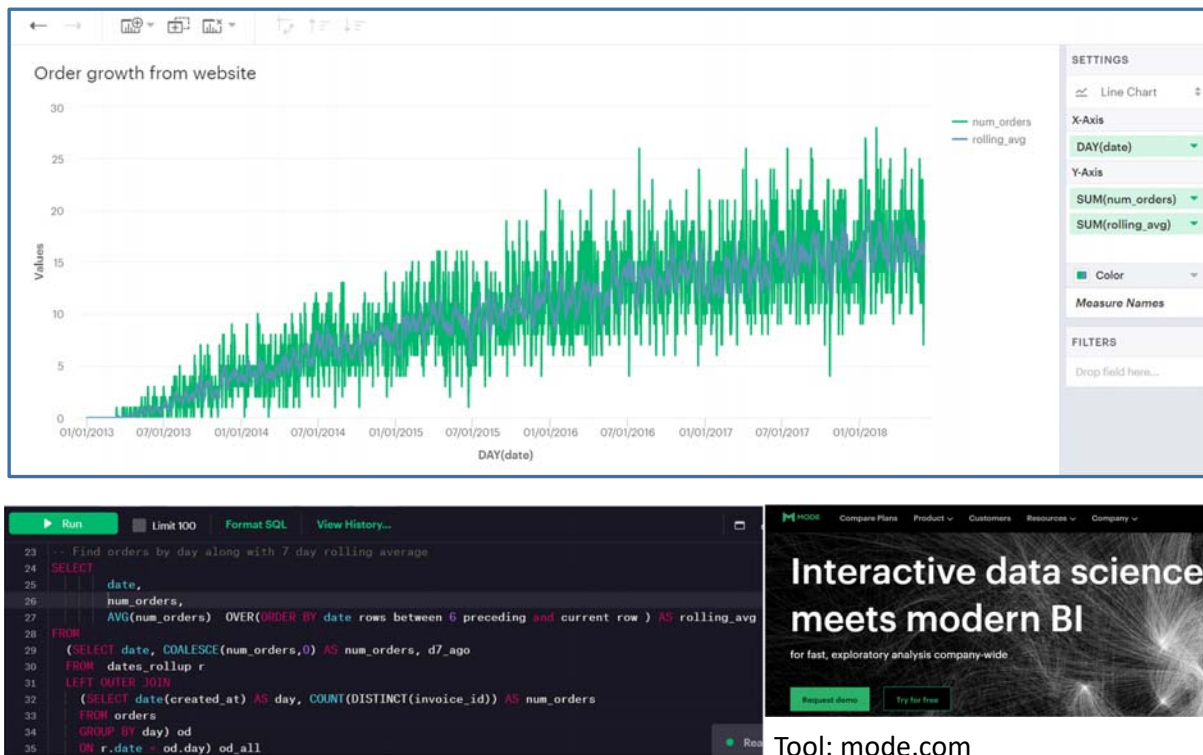 Order growth from website
SETTINGS
Line Chart
X-Axis
DAY(date)
Y-Axis
SUM(num_orders)
SUM(rolling_avg)
Color
Measure Names
FILTERS
Drop field here...
num_orders
rolling_avg
Values
30
25
20
15
10
5
0
01/01/2013 07/01/2013 01/01/2014 07/01/2014 01/01/2015 07/01/2015 01/01/2016 07/01/2016 01/01/2017 07/01/2017 01/01/2018
DAY(date)
Run Limit 100 Format SQL View History...
23 -- Find orders by day along with 7 day rolling average
24 SELECT
25 date,
26 num_orders,
27 AVG(num_orders) OVER(ORDER BY date rows between 6 preceding and current row ) AS rolling_avg
28 FROM
29 (SELECT date, COALESCE(num_orders,0) AS num_orders, d7_ago
30 FROM dates_rollup r
31 LEFT OUTER JOIN
32 (SELECT date(created_at) AS day, COUNT(DISTINCT(invoice_id)) AS num_orders
33 FROM orders
34 GROUP BY day) od
35 ON r.date = od.day) od_all
MODE Compare Plans Product Customers Resources Company
Interactive data science
meets modern BI
for fast, exploratory analysis company-wide
Request demo Try for free
Tool: mode.com